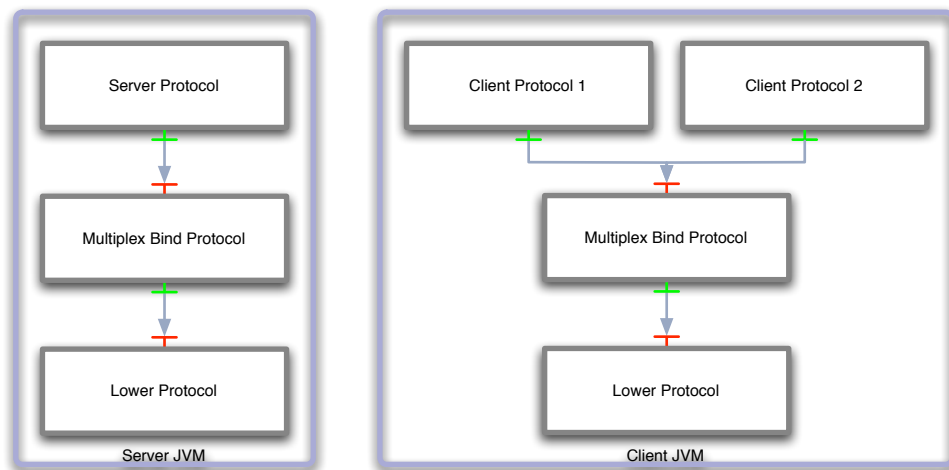 Server Protocol
Multiplex Bind Protocol
Lower Protocol
Server JVM
Client Protocol 1
Client Protocol 2
Multiplex Bind Protocol
Lower Protocol
Client JVM